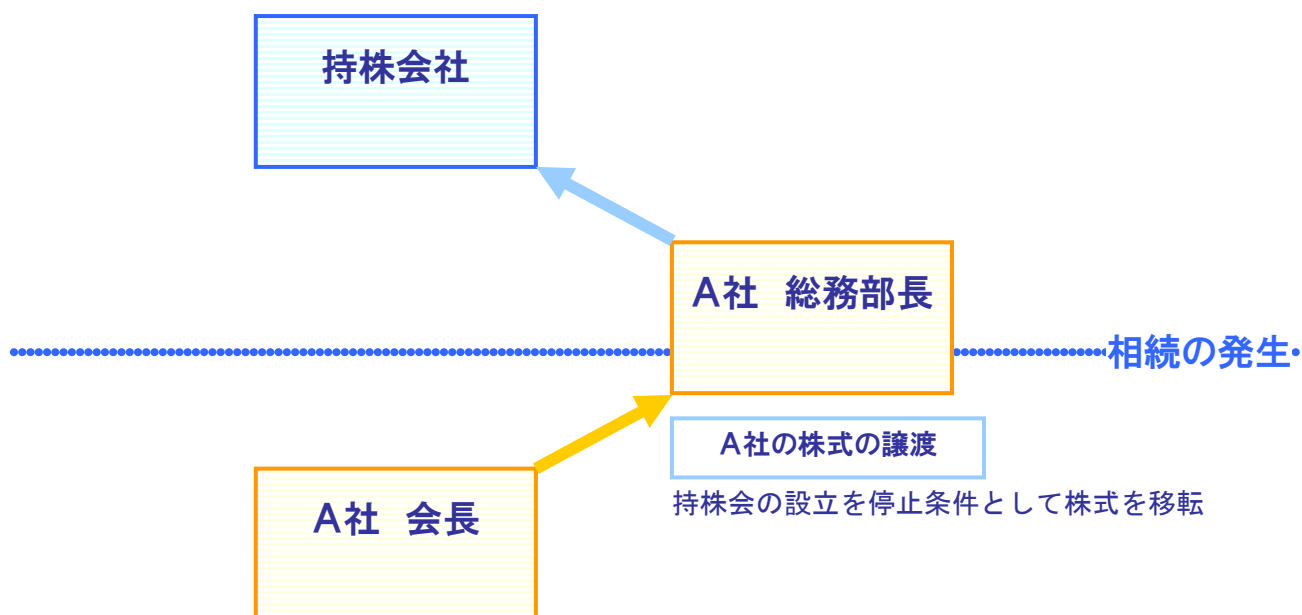 持株会社
A社 総務部長
相続の発生
A社の株式の譲渡
持株会の設立を停止条件として株式を移転
A社 会長